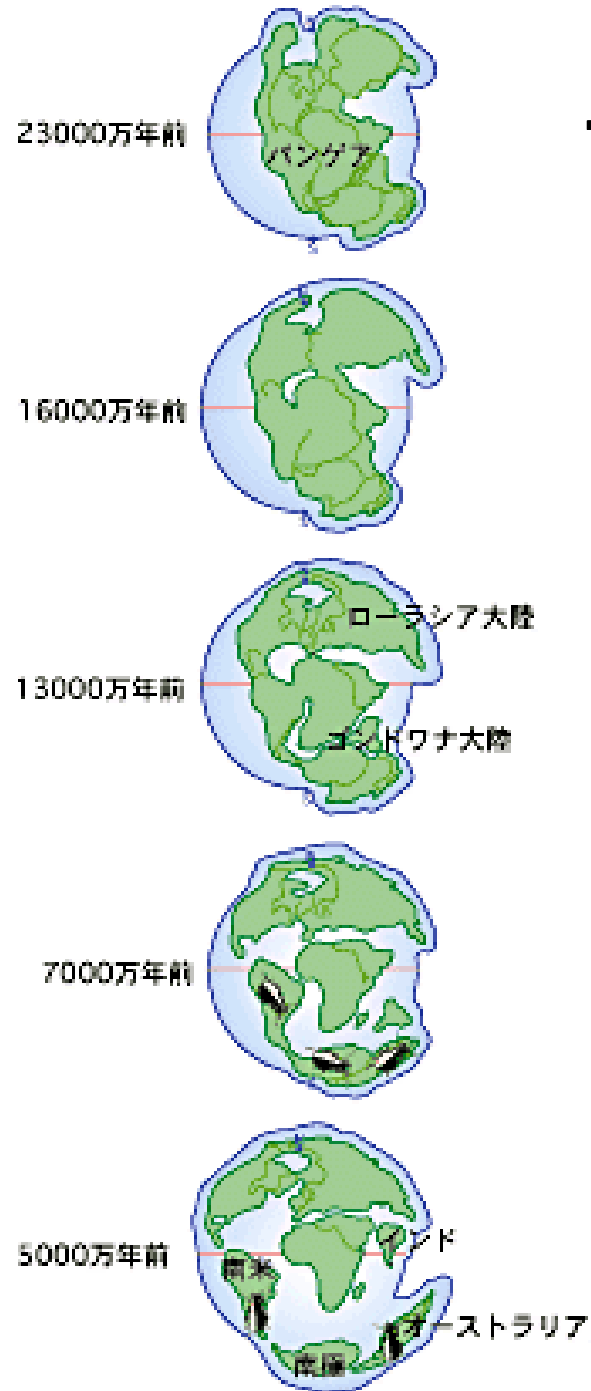 23000万年前
パンゲア
16000万年前
ローラシア大陸
13000万年前
ゴンドワナ大陸
7000万年前
インド
5000万年前
南米
オーストラリア
南極